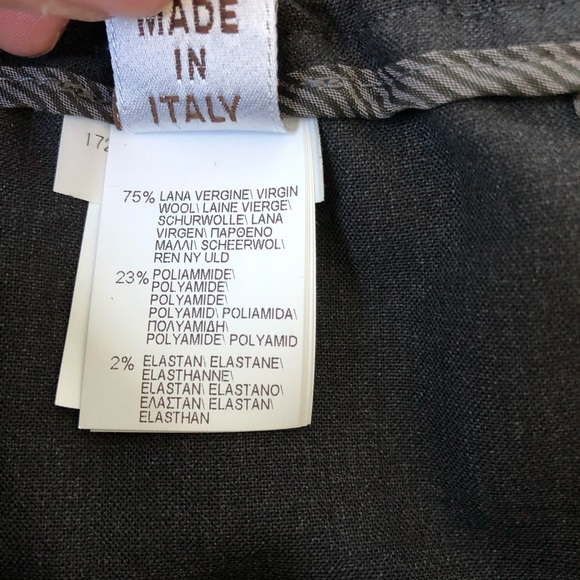 MADE
IN
ITALY
172
75% LANA VERGINE\ VIRGIN
WOOL\ LAINE VIERGE\
SCHURWOLLE\ LANA
VIRGEN\ ΠΑΡΘΕΝΟ
ΜΑΛΛΙ\ SCHEERWOL\
REN NY ULD
23% POLIAMMIDE\
POLYAMIDE\
POLYAMIDE\
POLYAMID\ POLIAMIDA\
ΠΟΛΥΑΜΙΔΗ\
POLYAMIDE\ POLYAMID
2% ELASTAN\ ELASTANE\
ELASTHANNE\
ELASTAN\ ELASTANO\
ΕΛΑΣΤΑΝ\ ELASTAN\
ELASTHAN